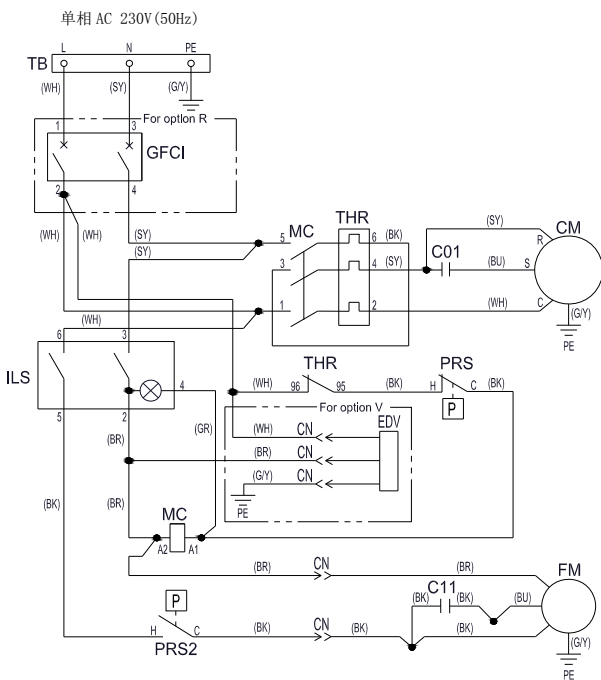 单相 AC 230V(50Hz)
L N PE
TB
(WH) (SY) (G/Y)
For option R
1 3
GFCI
2 4
(WH) (WH) (SY)
(SY)
MC THR
5 6 (BK)
3 4 (SY)
1 2 (WH)
C01
(SY)
(BU)
CM
R
S
C
(G/Y)
PE
(WH)
6 3
ILS
4
5 2
(GR)
(BR)
THR PRS
(WH) 96 95 (BK) H C (BK)
P
For option V
EDV
(WH) CN
(BR) CN
(G/Y) CN
PE
(BK) (BR)
MC
A2 A1
(BR) CN (BR)
FM
C11
(BK) (BK) (BU)
P
H C (BK) CN (BK) (BK)
PRS2
(G/Y)
PE